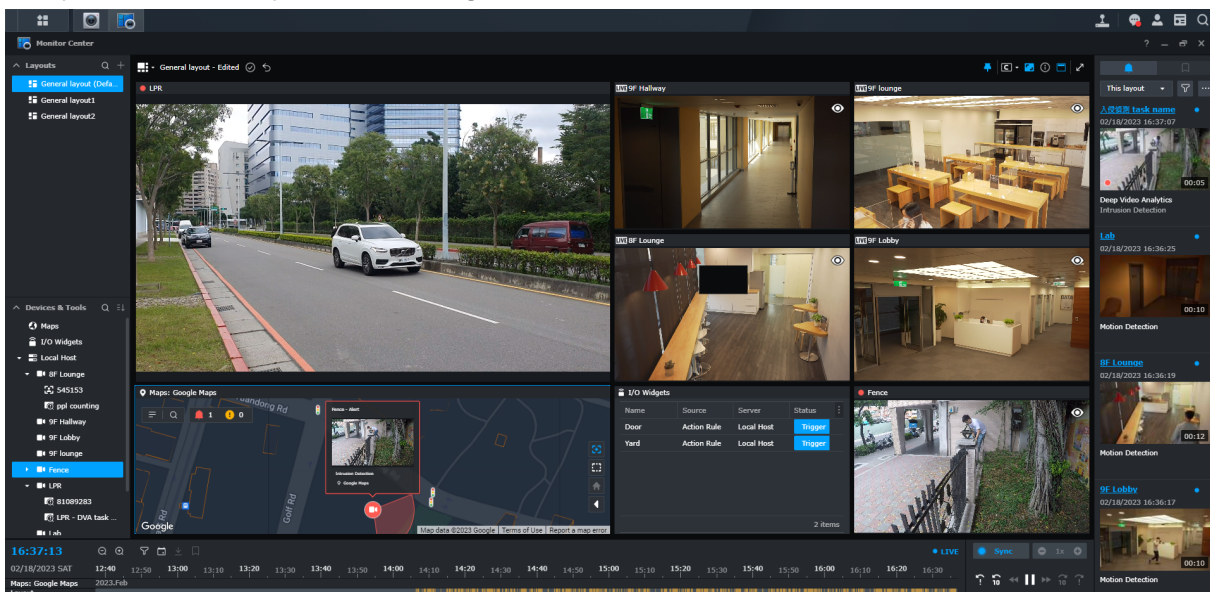 Monitor Center
Layouts
General layout (Defa...
General layout1
General layout2
General layout - Edited
LPR
LIVE 9F Hallway
LIVE 9F lounge
LIVE 8F Lounge
LIVE 9F Lobby
Devices & Tools
Maps
I/O Widgets
Local Host
8F Lounge
545153
ppl counting
9F Hallway
9F Lobby
9F lounge
Fence
LPR
81089283
LPR - DVA task ...
Lab
Maps: Google Maps
1
0
Fence - Alert
Intrusion Detection
Google Maps
Golf Rd
Rd
Google
Map data ©2023 Google
Terms of Use
Report a map error
I/O Widgets
Name Source Server Status
Door Action Rule Local Host Trigger
Yard Action Rule Local Host Trigger
2 items
Fence
This layout
task name
02/18/2023 16:37:07
00:05
Deep Video Analytics
Intrusion Detection
Lab
02/18/2023 16:36:25
00:10
Motion Detection
8F Lounge
02/18/2023 16:36:19
00:12
Motion Detection
9F Lobby
02/18/2023 16:36:17
00:10
Motion Detection
16:37:13
LIVE
Sync
1x
02/18/2023 SAT
12:40 12:50 13:00 13:10 13:20 13:30 13:40 13:50 14:00 14:10 14:20 14:30 14:40 14:50 15:00 15:10 15:20 15:30 15:40 15:50 16:00 16:10 16:20 16:30
10
10
Maps: Google Maps 2023.Feb